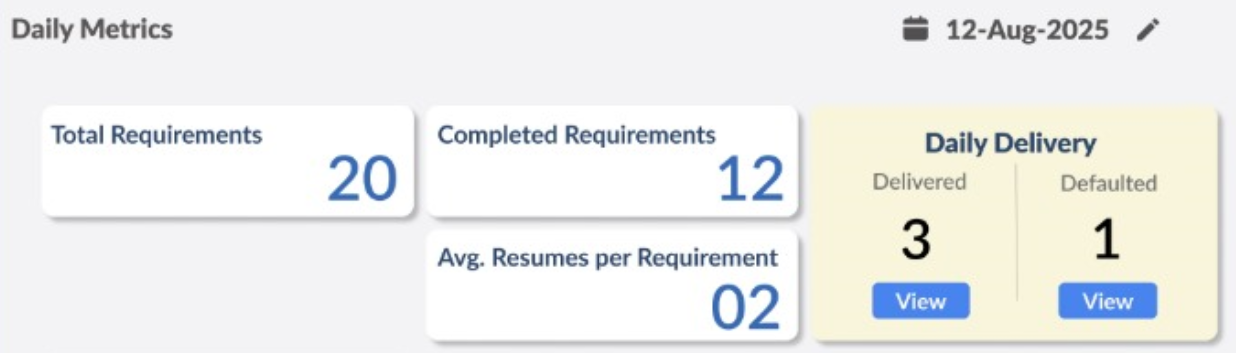 Daily Metrics
12-Aug-2025
Total Requirements
20
Completed Requirements
12
Avg. Resumes per Requirement
02
Daily Delivery
Delivered
3
View
Defaulted
1
View